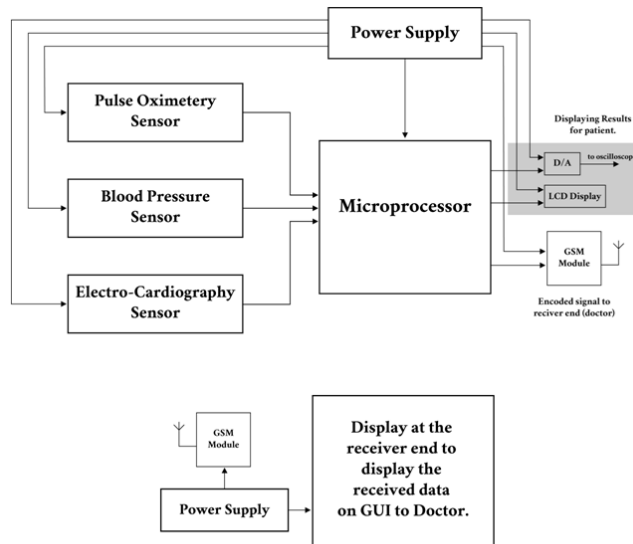 Power Supply
Pulse Oximetery
Sensor
Displaying Results
for patient.
D/A
to oscilloscop
Blood Pressure
Sensor
Microprocessor
LCD Display
GSM
Module
Electro-Cardiography
Sensor
Encoded signal to
reciver end (doctor)
GSM
Module
Display at the
receiver end to
display the
received data
on GUI to Doctor.
Power Supply